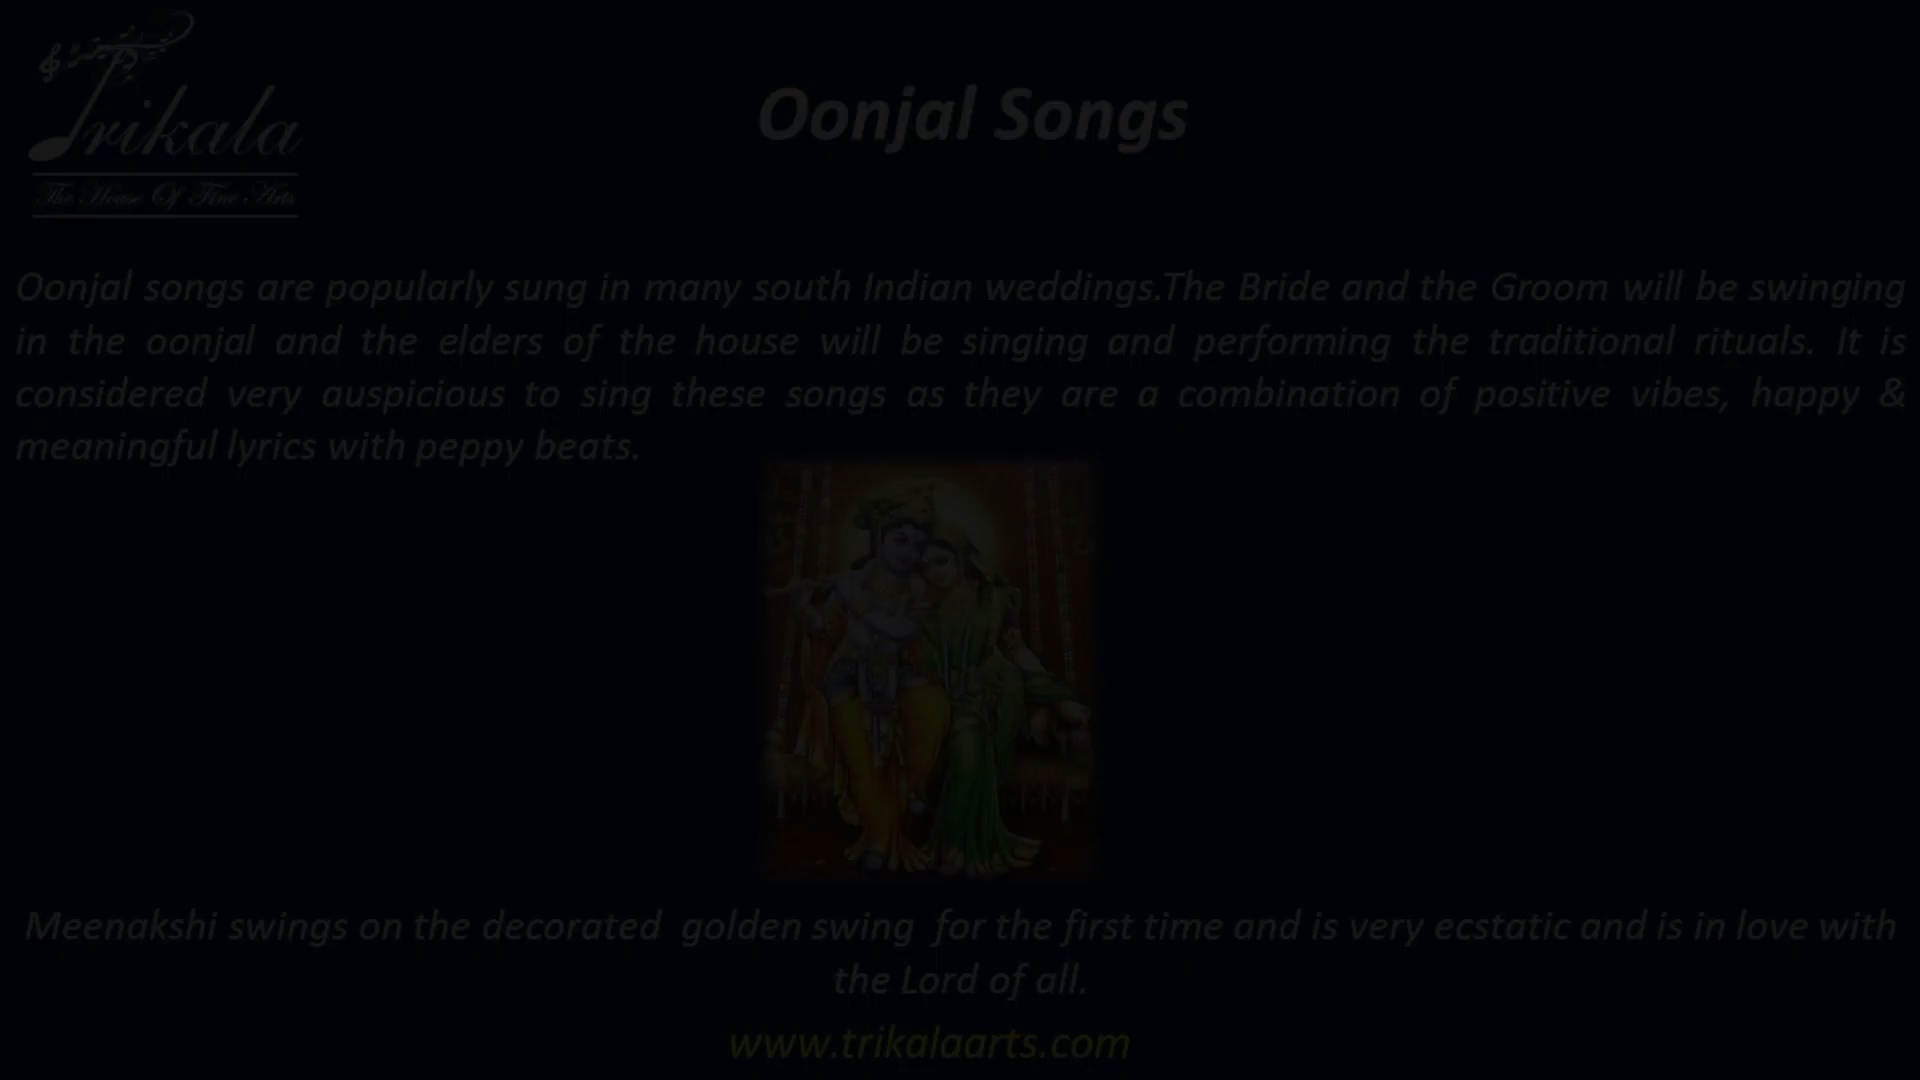 Trikala
The House Of Fine Arts
Oonjal Songs
Oonjal songs are popularly sung in many south Indian weddings.The Bride and the Groom will be swinging
in the oonjal and the elders of the house will be singing and performing the traditional rituals. It is
considered very auspicious to sing these songs as they are a combination of positive vibes, happy &
meaningful lyrics with peppy beats.
Meenakshi swings on the decorated golden swing for the first time and is very ecstatic and is in love with
the Lord of all.
www.trikalaarts.com